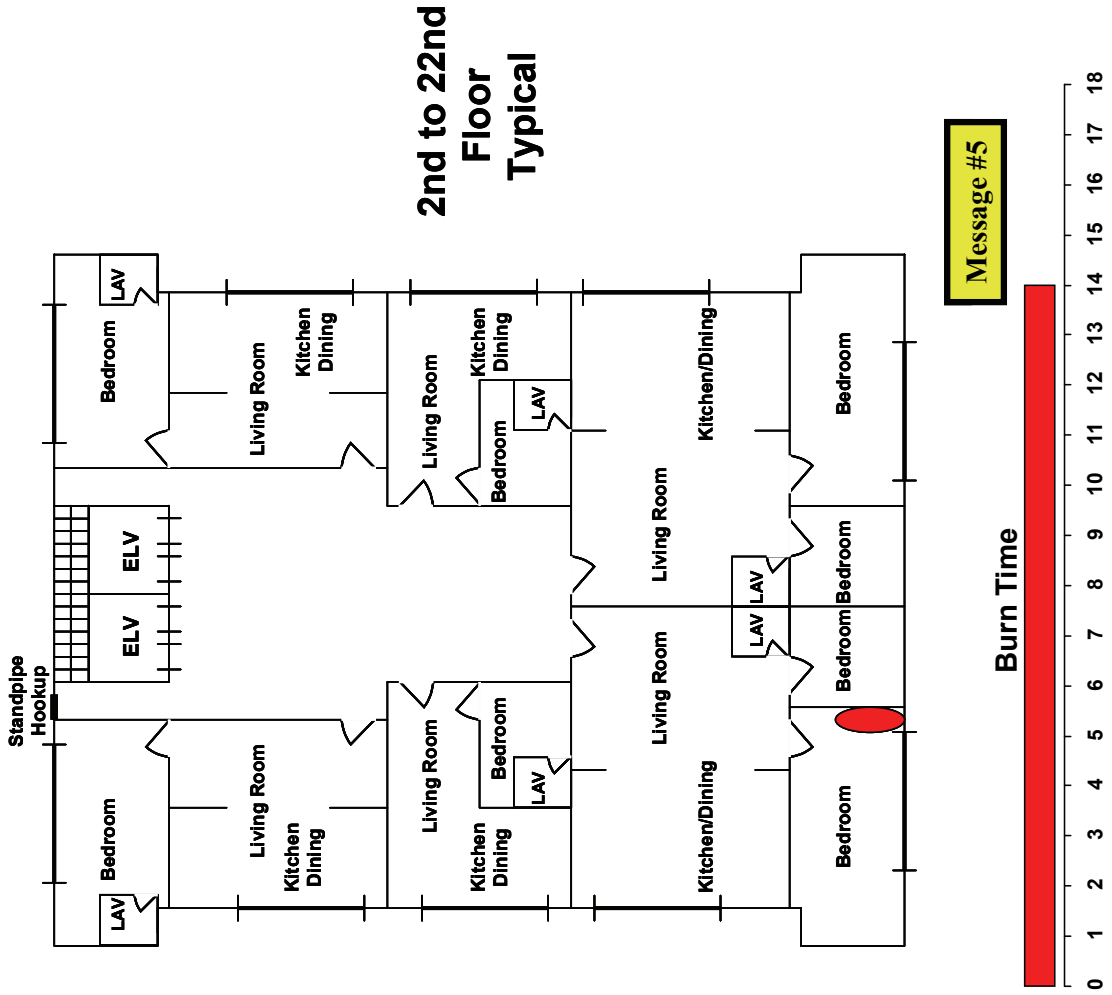 Standpipe
Hookup
2nd to 22nd
Floor
Typical
LAV
Bedroom
ELV
ELV
Bedroom
LAV
Living Room
Kitchen
Dining
Living Room
Kitchen
Dining
Living Room
Kitchen
Dining
Bedroom
LAV
Living Room
Kitchen
Dining
Bedroom
LAV
Living Room
Kitchen/Dining
LAV
LAV
Living Room
Kitchen/Dining
Bedroom
Bedroom
Bedroom
Bedroom
Message #5
Burn Time
0 1 2 3 4 5 6 7 8 9 10 11 12 13 14 15 16 17 18